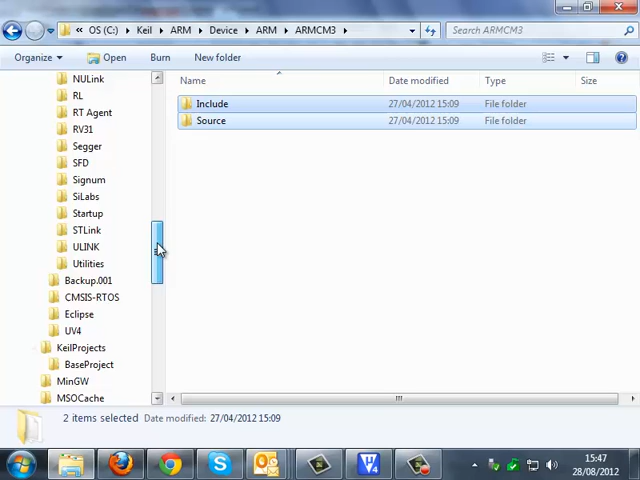 « OS (C:) ▸ Keil ▸ ARM ▸ Device ▸ ARM ▸ ARMCM3 ▸
Search ARMCM3
Organize Open Burn New folder
Name Date modified Type Size
NULink
RL
RT Agent
RV31
Segger
SFD
Signum
SiLabs
Startup
STLink
ULINK
Utilities
Backup.001
CMSIS-RTOS
Eclipse
UV4
KeilProjects
BaseProject
MinGW
MSOCache
Include 27/04/2012 15:09 File folder
Source 27/04/2012 15:09 File folder
2 items selected Date modified: 27/04/2012 15:09
15:47
28/08/2012